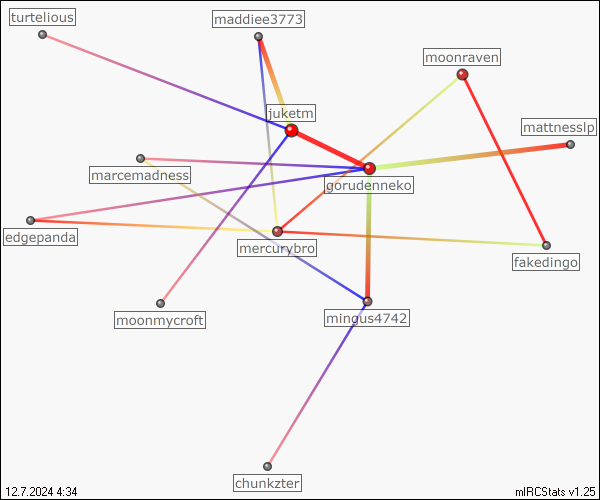 turtelious
maddiee3773
moonraven
juketm
mattnesslp
marcemadness
gorudenneko
edgepanda
mercurybro
fakedingo
moonmycroft
mingus4742
chunkzter
12.7.2024 4:34
mIRCStats v1.25